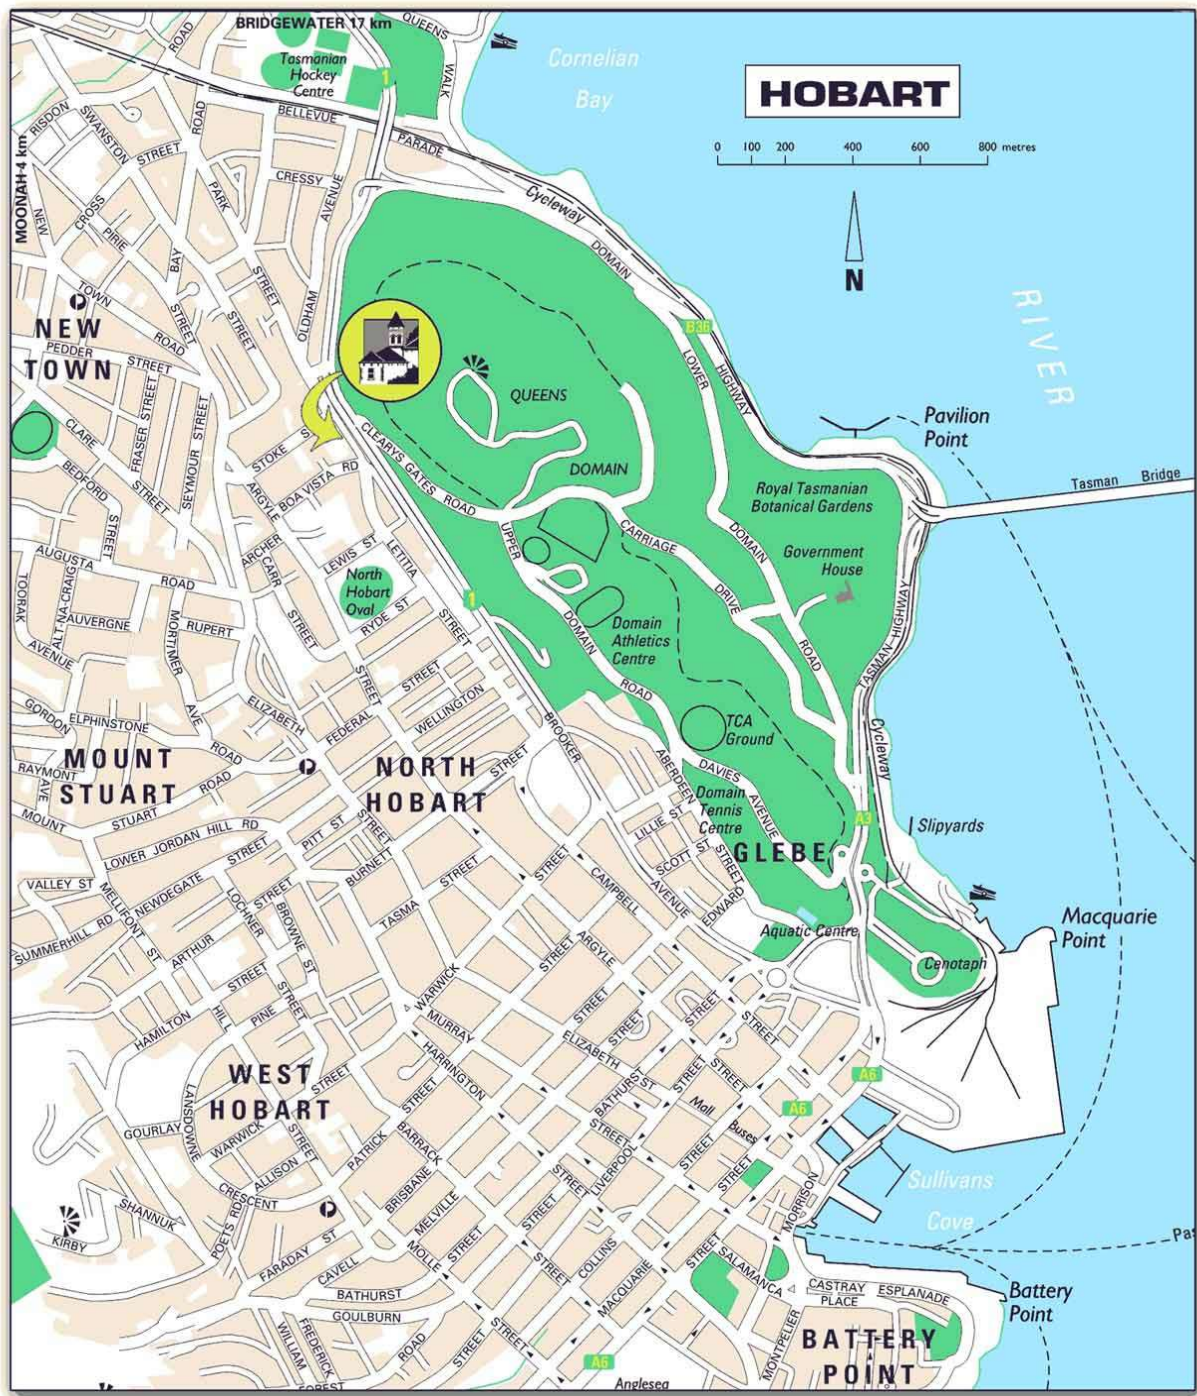 BRIDGEWATER 17 km
QUEENS
WALK
ROAD
Tasmanian
Hockey
Centre
1
Cornelian
Bay
HOBART
0 100 200 400 600 800 metres
N
BELLEVUE
PARADE
RISDON
SWANSTON
STREET
ROAD
MOONAH 4 km
CRESSY
AVENUE
Cycleway
DOMAIN
NEW
CROSS
PIRIE
PARK
BAY
STREET
STREET
STREET
TOWN
ROAD
OLDHAM
NEW
TOWN
PEDDER
STREET
B36
LOWER
HIGHWAY
RIVER
QUEENS
DOMAIN
Pavilion
Point
Tasman Bridge
CLARE
STREET
FRASER STREET
SEYMOUR STREET
BEDFORD
STREET
STOKE S
BOA VISTA RD
ARGYLE
CLEARYS GATES ROAD
Royal Tasmanian
Botanical Gardens
UPPER
CARRIAGE
DRIVE
DOMAIN
ROAD
Government
House
TASMAN HIGHWAY
ARCHER
CARR
STREET
LEWIS ST
LETITIA
STREET
North
Hobart
Oval
RYDE ST
1
AUGUSTA
ROAD
TOORAK
AVENUE
ALT-NA-CRAIG
AUVERGNE
MORTIMER
AVE
RUPERT
DOMAIN
ROAD
Domain
Athletics
Centre
STREET
STREET
WELLINGTON
STREET
GORDON
ELPHINSTONE
ROAD
ELIZABETH
FEDERAL
BROOKER
TCA
Ground
Cycleway
MOUNT
STUART
RAYMONT
AVE
MOUNT
STUART
ROAD
NORTH
HOBART
ABERDEEN
STREET
DAVIES
AVENUE
Domain
Tennis
Centre
GLEBE
A3
Slipyards
LILLIE ST
SCOTT ST
EDWARD
LOWER JORDAN HILL RD
PITT ST
STREET
BURNETT
STREET
STREET
CAMPBELL
AVENUE
VALLEY ST
MELLIFONT ST
NEWDEGATE
STREET
LOCHNER
STREET
BROWNE ST
TASMA
SUMMERHILL RD
ARTHUR
STREET
Aquatic Centre
Cenotaph
Macquarie
Point
ARGYLE
STREET
HAMILTON
HILL
PINE
STREET
STREET
WARWICK
MURRAY
STREET
STREET
STREET
STREET
ELIZABETH
WEST
HOBART
HARRINGTON
STREET
BATHURST ST
STREET
STREET
Mall
Buses
A6
A6
GOURLAY
LANSDOWNE
WARWICK
STREET
ALLISON
CRESCENT
PATRICK
BARRACK
STREET
LIVERPOOL
STREET
STREET
STREET
MORRISON
Sullivans
Cove
SHANNUK
KIRBY
POETS RD
BRISBANE
MELVILLE
STREET
MOLLE
STREET
FARADAY ST
CAVELL
COLLINS
MACQUARIE
STREET
SALAMANCA
BATHURST
GOULBURN
WILLIAM
FREDERICK
ROAD
STREET
STREET
CASTRAY ESPLANADE
PLACE
MONTPELIER
Battery
Point
BATTERY
POINT
A6
Anglesea